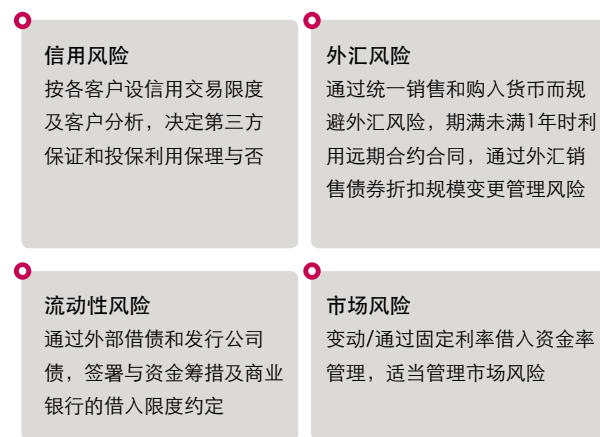 信用风险
按各客户设信用交易限度
及客户分析，决定第三方
保证和投保利用保理与否
外汇风险
通过统一销售和购入货币而规
避外汇风险，期满未满1年时利
用远期合约合同，通过外汇销
售债券折扣规模变更管理风险
流动性风险
通过外部借债和发行公司
债，签署与资金筹措及商业
银行的借入限度约定
市场风险
变动/通过固定利率借入资金率
管理，适当管理市场风险